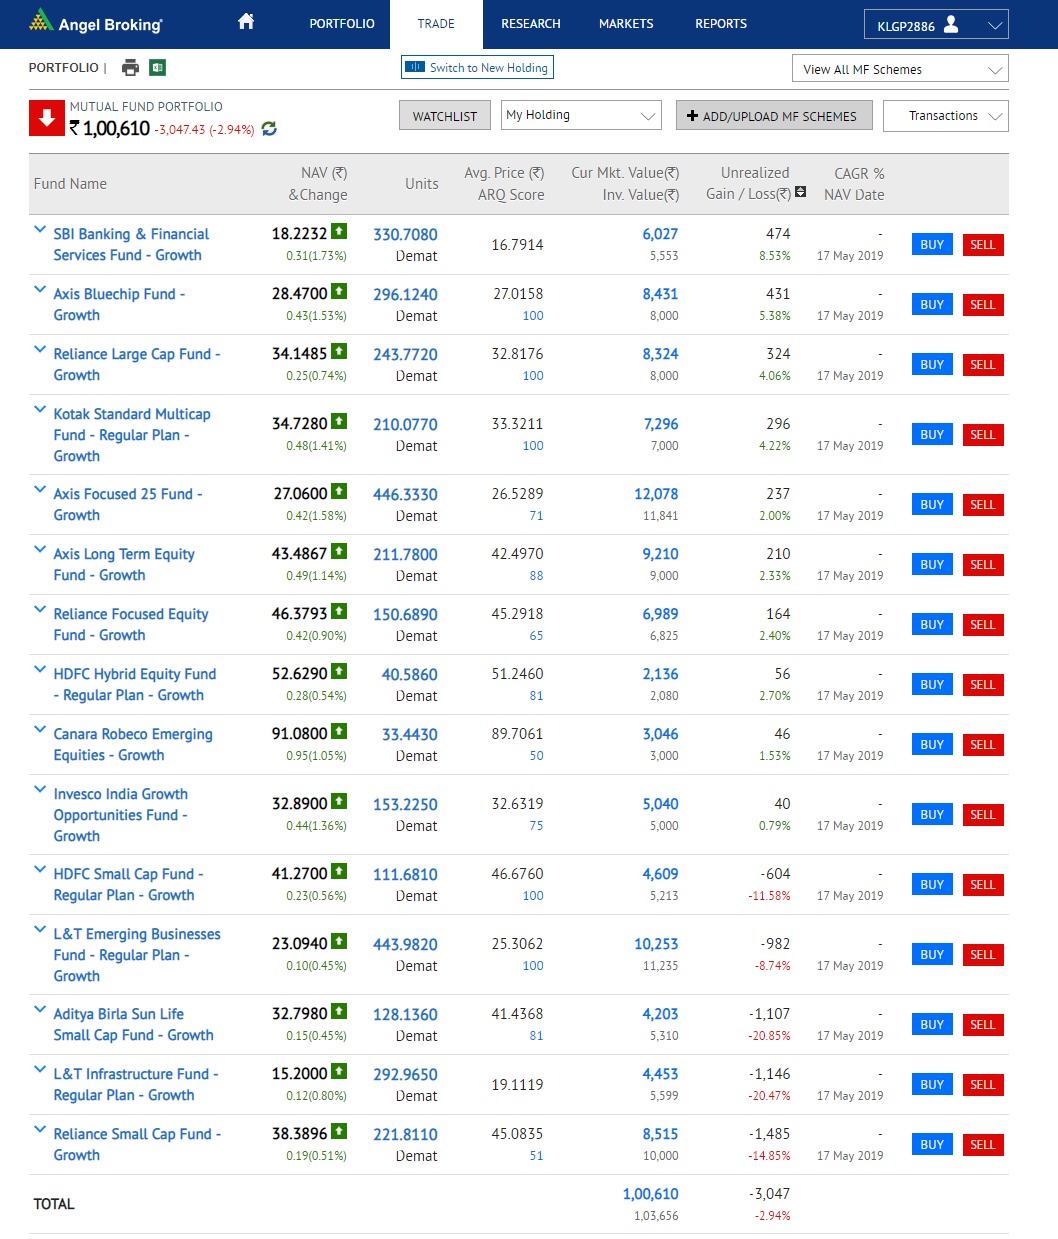 Angel Broking
PORTFOLIO TRADE RESEARCH MARKETS REPORTS KLGP2886
PORTFOLIO | Switch to New Holding View All MF Schemes
MUTUAL FUND PORTFOLIO
₹ 1,00,610 -3,047.43 (-2.94%) WATCHLIST My Holding + ADD/UPLOAD MF SCHEMES Transactions
Fund Name NAV (₹) &Change Units Avg. Price (₹) ARQ Score Cur Mkt. Value(₹) Inv. Value(₹) Unrealized Gain / Loss(₹) CAGR % NAV Date
SBI Banking & Financial 18.2232 330.7080 16.7914 6,027 474 - BUY SELL
Services Fund - Growth 0.31(1.73%) Demat 5,553 8.53% 17 May 2019
Axis Bluechip Fund - 28.4700 296.1240 27.0158 8,431 431 - BUY SELL
Growth 0.43(1.53%) Demat 100 8,000 5.38% 17 May 2019
Reliance Large Cap Fund - 34.1485 243.7720 32.8176 8,324 324 - BUY SELL
Growth 0.25(0.74%) Demat 100 8,000 4.06% 17 May 2019
Kotak Standard Multicap
Fund - Regular Plan - 34.7280 210.0770 33.3211 7,296 296 - BUY SELL
Growth 0.48(1.41%) Demat 100 7,000 4.22% 17 May 2019
Axis Focused 25 Fund - 27.0600 446.3330 26.5289 12,078 237 - BUY SELL
Growth 0.42(1.58%) Demat 71 11,841 2.00% 17 May 2019
Axis Long Term Equity 43.4867 211.7800 42.4970 9,210 210 - BUY SELL
Fund - Growth 0.49(1.14%) Demat 88 9,000 2.33% 17 May 2019
Reliance Focused Equity 46.3793 150.6890 45.2918 6,989 164 - BUY SELL
Fund - Growth 0.42(0.90%) Demat 65 6,825 2.40% 17 May 2019
HDFC Hybrid Equity Fund 52.6290 40.5860 51.2460 2,136 56 - BUY SELL
- Regular Plan - Growth 0.28(0.54%) Demat 81 2,080 2.70% 17 May 2019
Canara Robeco Emerging 91.0800 33.4430 89.7061 3,046 46 - BUY SELL
Equities - Growth 0.95(1.05%) Demat 50 3,000 1.53% 17 May 2019
Invesco India Growth
Opportunities Fund - 32.8900 153.2250 32.6319 5,040 40 - BUY SELL
Growth 0.44(1.36%) Demat 75 5,000 0.79% 17 May 2019
HDFC Small Cap Fund - 41.2700 111.6810 46.6760 4,609 -604 - BUY SELL
Regular Plan - Growth 0.23(0.56%) Demat 100 5,213 -11.58% 17 May 2019
L&T Emerging Businesses
Fund - Regular Plan - 23.0940 443.9820 25.3062 10,253 -982 - BUY SELL
Growth 0.10(0.45%) Demat 100 11,235 -8.74% 17 May 2019
Aditya Birla Sun Life 32.7980 128.1360 41.4368 4,203 -1,107 - BUY SELL
Small Cap Fund - Growth 0.15(0.45%) Demat 81 5,310 -20.85% 17 May 2019
L&T Infrastructure Fund - 15.2000 292.9650 19.1119 4,453 -1,146 - BUY SELL
Regular Plan - Growth 0.12(0.80%) Demat 5,599 -20.47% 17 May 2019
Reliance Small Cap Fund - 38.3896 221.8110 45.0835 8,515 -1,485 - BUY SELL
Growth 0.19(0.51%) Demat 51 10,000 -14.85% 17 May 2019
TOTAL 1,00,610 -3,047
1,03,656 -2.94%